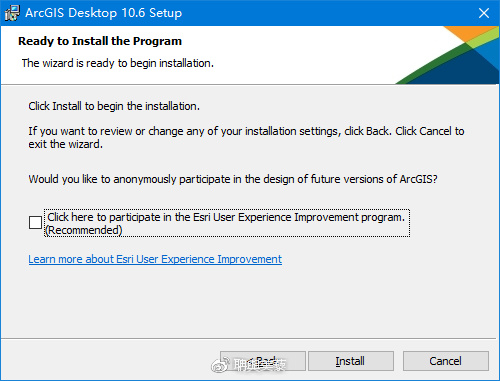 ArcGIS Desktop 10.6 Setup
Ready to Install the Program
The wizard is ready to begin installation.
Click Install to begin the installation.
If you want to review or change any of your installation settings, click Back. Click Cancel to
exit the wizard.
Would you like to anonymously participate in the design of future versions of ArcGIS?
Click here to participate in the Esri User Experience Improvement program.
(Recommended)
Learn more about Esri User Experience Improvement
< Back
Install
Cancel